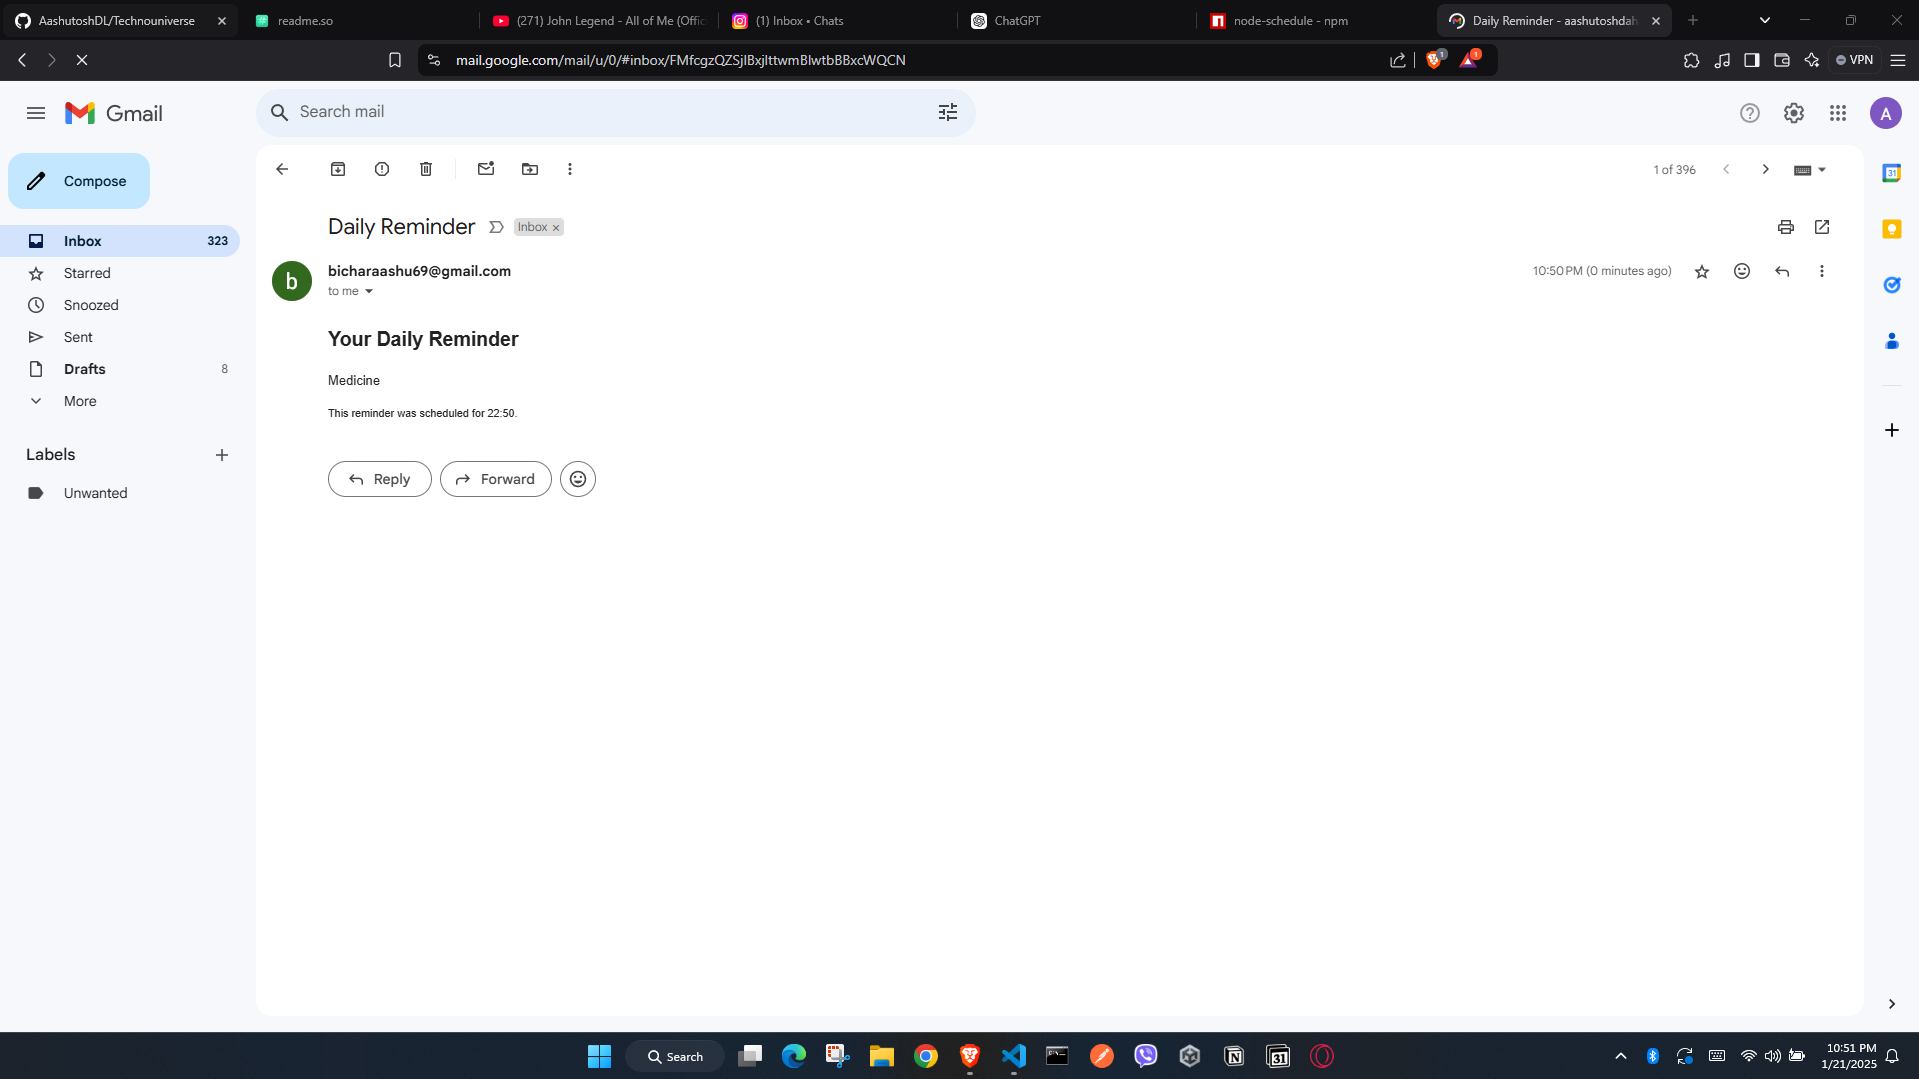 AashutoshDL/Technouniverse
readme.so
(271) John Legend - All of Me (Offic
(1) Inbox • Chats
ChatGPT
node-schedule - npm
Daily Reminder - aashutoshdah
mail.google.com/mail/u/0/#inbox/
1
1
VPN
Gmail
Search mail
A
Compose
1 of 396
Inbox 323
Starred
Snoozed
Sent
Drafts 8
More
Labels
Unwanted
Daily Reminder
Inbox ×
b
bicharaashu69@gmail.com
10:50 PM (0 minutes ago)
to me
Your Daily Reminder
Medicine
This reminder was scheduled for 22:50.
Reply
Forward
31
Search
31
10:51 PM
1/21/2025